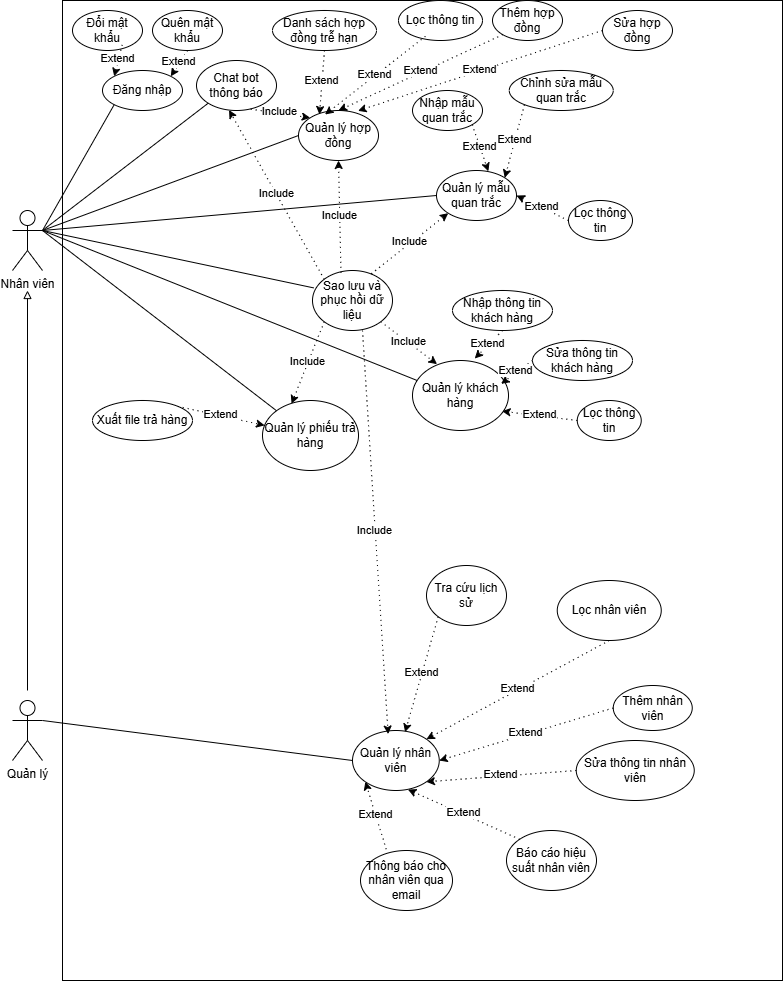 Đổi mật
khẩu
Quên mật
khẩu
Danh sách hợp
đồng trễ hạn
Lọc thông tin
Thêm hợp
đồng
Sửa hợp
đồng
Extend
Extend
Extend
Extend
Extend
Extend
Đăng nhập
Chat bot
thông báo
Include
Quản lý hợp
đồng
Nhập mẫu
quan trắc
Chỉnh sửa mẫu
quan trắc
Extend
Extend
Quản lý mẫu
quan trắc
Extend
Lọc thông
tin
Include
Include
Include
Nhân viên
Sao lưu và
phục hồi dữ
liệu
Nhập thông tin
khách hàng
Extend
Sửa thông tin
khách hàng
Extend
Include
Include
Quản lý khách
hàng
Extend
Lọc thông
tin
Xuất file trả hàng
Extend
Quản lý phiếu trả
hàng
Include
Tra cứu lịch
sử
Lọc nhân viên
Extend
Extend
Thêm nhân
viên
Extend
Quản lý
Quản lý nhân
viên
Extend
Sửa thông tin nhân
viên
Extend
Extend
Thông báo cho
nhân viên qua
email
Báo cáo hiệu
suất nhân viên